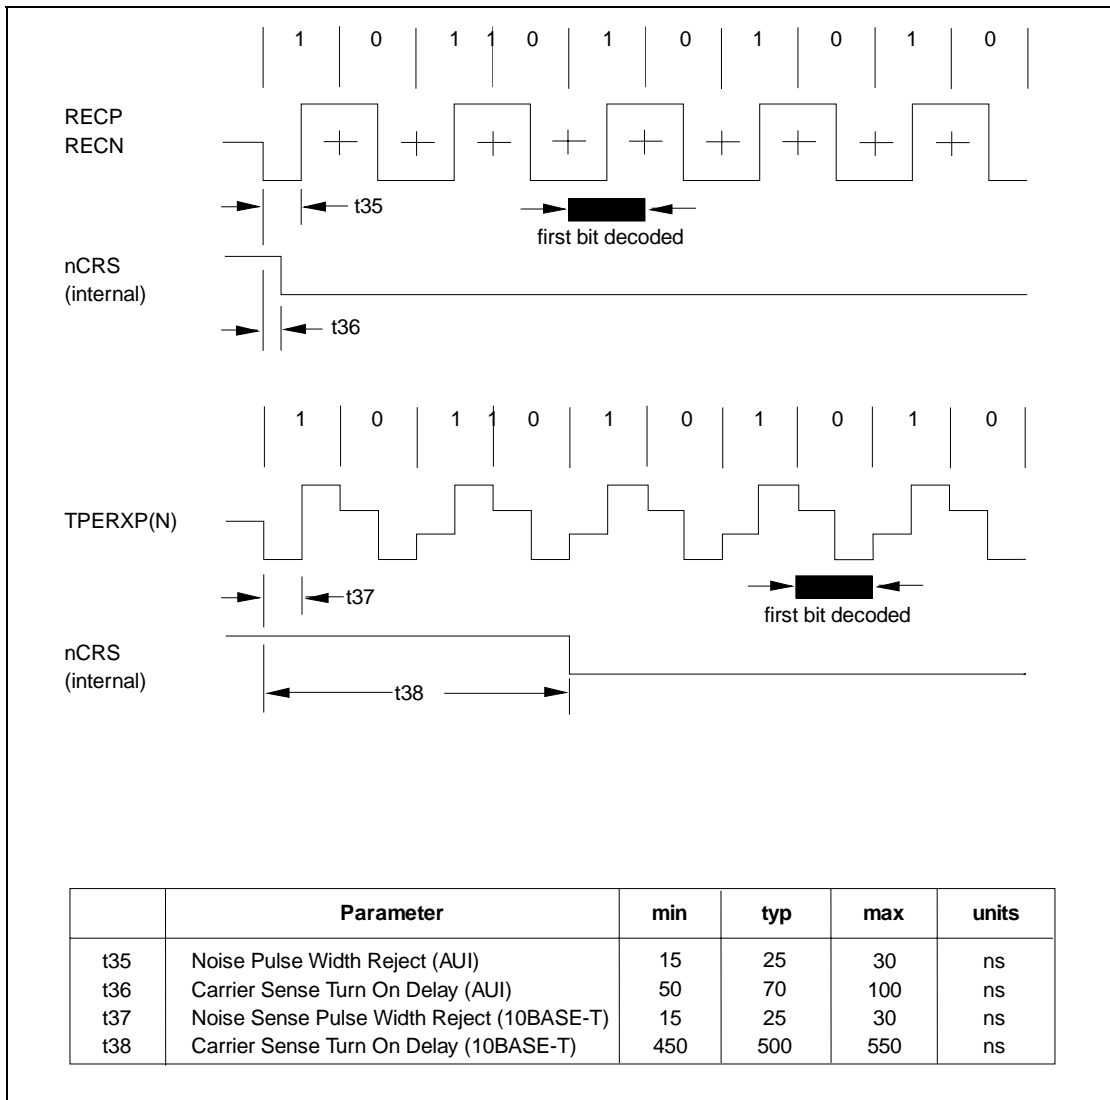 1 0 1 1 0 1 0 1 0 1 0
RECP
RECN
t35
first bit decoded
nCRS
(internal)
t36
1 0 1 1 0 1 0 1 0 1 0
TPERXP(N)
t37
first bit decoded
nCRS
(internal)
t38
Parameter min typ max units
t35 Noise Pulse Width Reject (AUI) 15 25 30 ns
t36 Carrier Sense Turn On Delay (AUI) 50 70 100 ns
t37 Noise Sense Pulse Width Reject (10BASE-T) 15 25 30 ns
t38 Carrier Sense Turn On Delay (10BASE-T) 450 500 550 ns